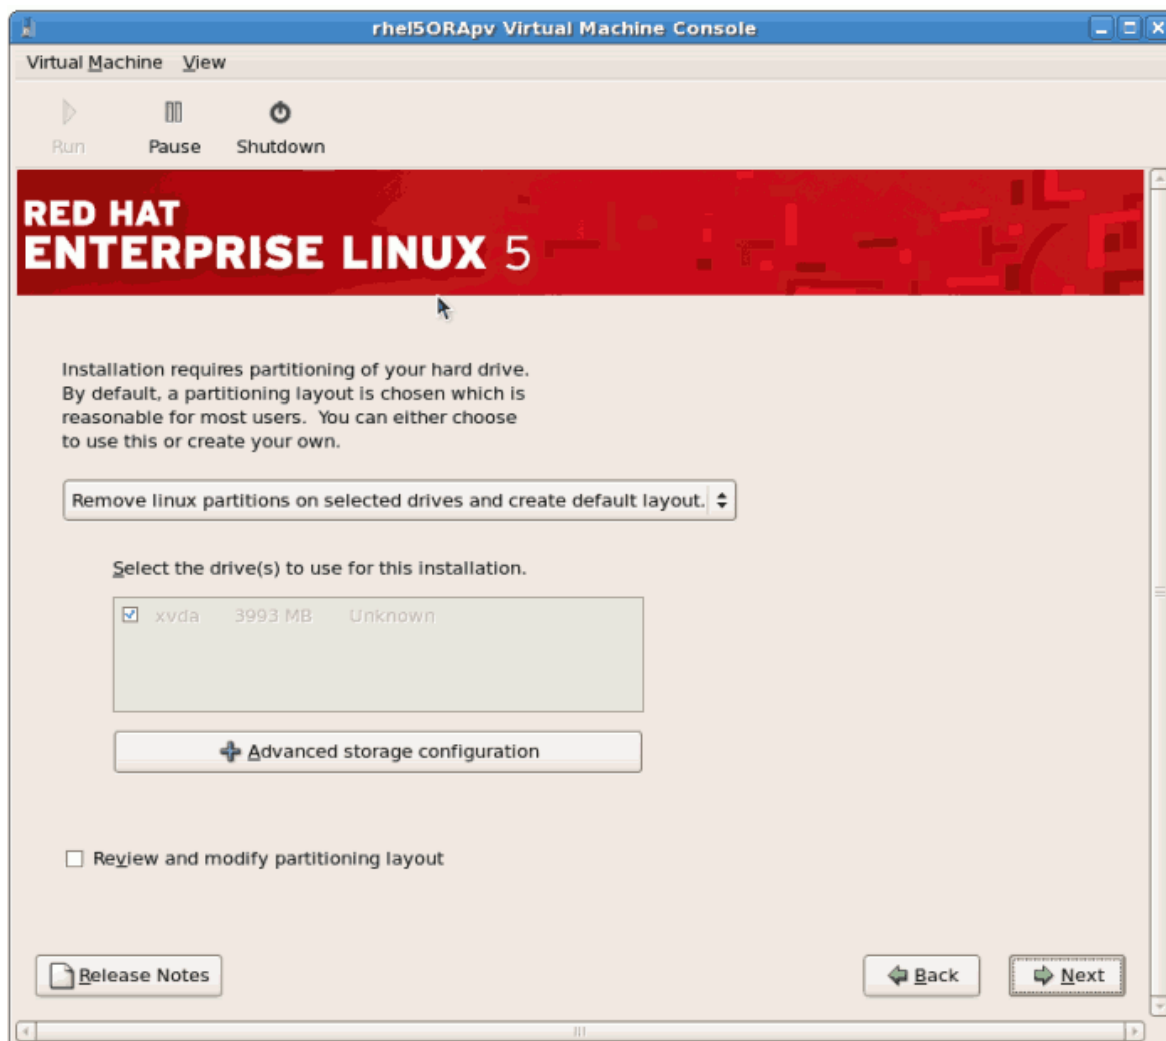 rhel5ORApv Virtual Machine Console
Virtual Machine View
Run Pause Shutdown
RED HAT
ENTERPRISE LINUX 5
Installation requires partitioning of your hard drive.
By default, a partitioning layout is chosen which is
reasonable for most users.  You can either choose
to use this or create your own.
Remove linux partitions on selected drives and create default layout.
Select the drive(s) to use for this installation.
xvda 3993 MB Unknown
Advanced storage configuration
Review and modify partitioning layout
Release Notes Back Next